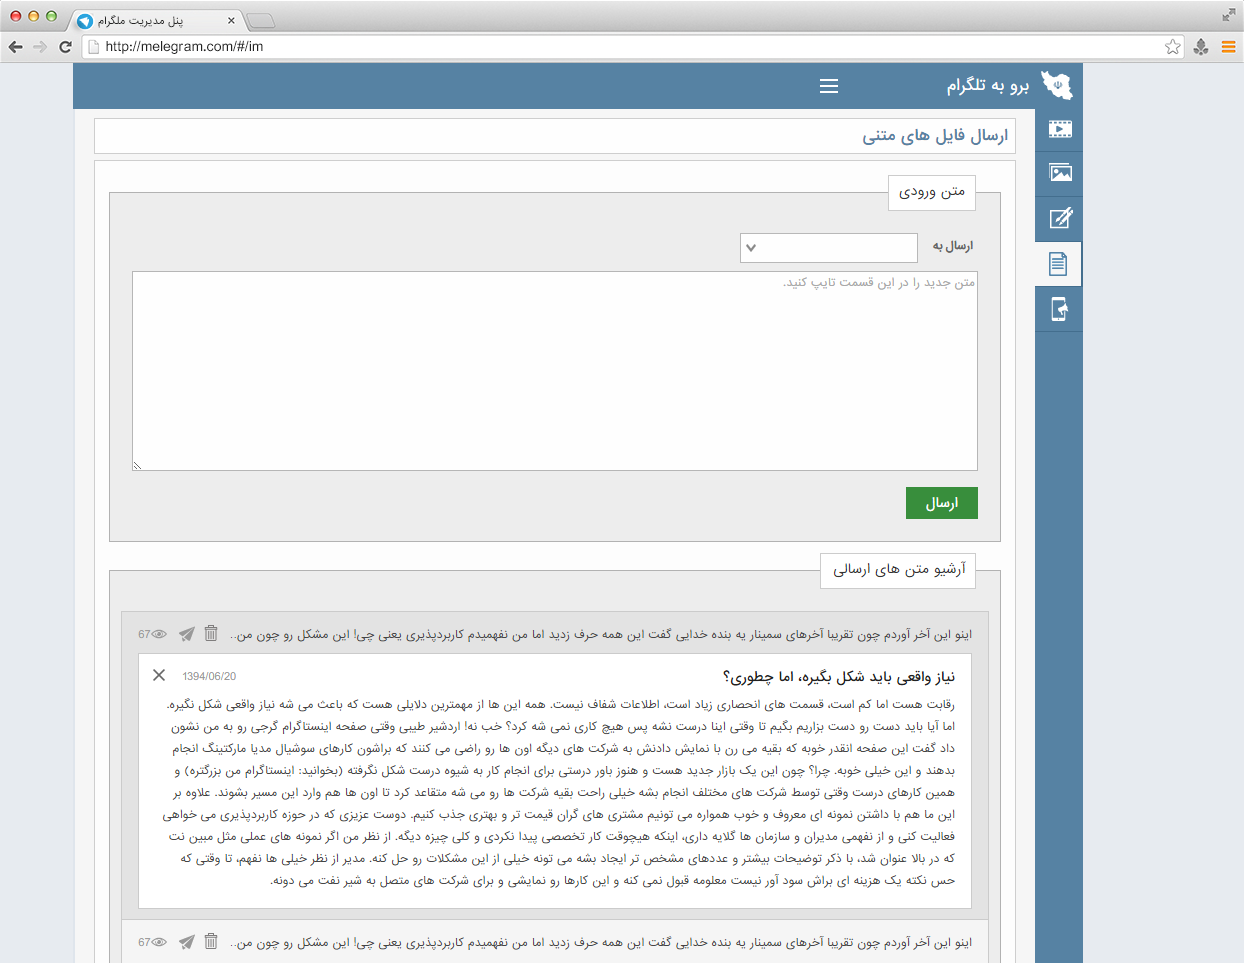 پنل مدیریت ملگرام
http://melegram.com/#/im
برو به تلگرام
ارسال فایل های متنی
متن ورودی
ارسال به
متن جدید را در این قسمت تایپ کنید.
ارسال
آرشیو متن های ارسالی
اینو این آخر آوردم چون تقریبا آخرهای سمینار یه بنده خدایی گفت این همه حرف زدید اما من نفهمیدم کاربردپذیری یعنی چی! این مشکل رو چون من..
67
نیاز واقعی باید شکل بگیره، اما چطوری؟
1394/06/20
رقابت هست اما کم است، قسمت های انحصاری زیاد است، اطلاعات شفاف نیست. همه این ها از مهمترین دلایلی هست که باعث می شه نیاز واقعی شکل نگیره.
اما آیا باید دست رو دست بزاریم بگیم تا وقتی اینا درست نشه پس هیچ کاری نمی شه کرد؟ خب نه! اردشیر طیبی وقتی صفحه اینستاگرام گرجی رو به من نشون
داد گفت این صفحه انقدر خوبه که بقیه می رن با نمایش دادنش به شرکت های دیگه اون ها رو راضی می کنند که براشون کارهای سوشیال مدیا مارکتینگ انجام
بدهند و این خیلی خوبه. چرا؟ چون این یک بازار جدید هست و هنوز باور درستی برای انجام کار به شیوه درست شکل نگرفته (بخوانید: اینستاگرام من بزرگتره) و
همین کارهای درست وقتی توسط شرکت های مختلف انجام بشه خیلی راحت بقیه شرکت ها رو می شه متقاعد کرد تا اون ها هم وارد این مسیر بشوند. علاوه بر
این ما هم با داشتن نمونه ای معروف و خوب همواره می تونیم مشتری های گران قیمت تر و بهتری جذب کنیم. دوست عزیزی که در حوزه کاربردپذیری می خواهی
فعالیت کنی و از نفهمی مدیران و سازمان ها گلایه داری، اینکه هیچوقت کار تخصصی پیدا نکردی و کلی چیزه دیگه. از نظر من اگر نمونه های عملی مثل مبین نت
که در بالا عنوان شد، با ذکر توضیحات بیشتر و عددهای مشخص تر ایجاد بشه می تونه خیلی از این مشکلات رو حل کنه. مدیر از نظر خیلی ها نفهم، تا وقتی که
حس نکته یک هزینه ای براش سود آور نیست معلومه قبول نمی کنه و این کارها رو نمایشی و برای شرکت های متصل به شیر نفت می دونه.
اینو این آخر آوردم چون تقریبا آخرهای سمینار یه بنده خدایی گفت این همه حرف زدید اما من نفهمیدم کاربردپذیری یعنی چی! این مشکل رو چون من..
67